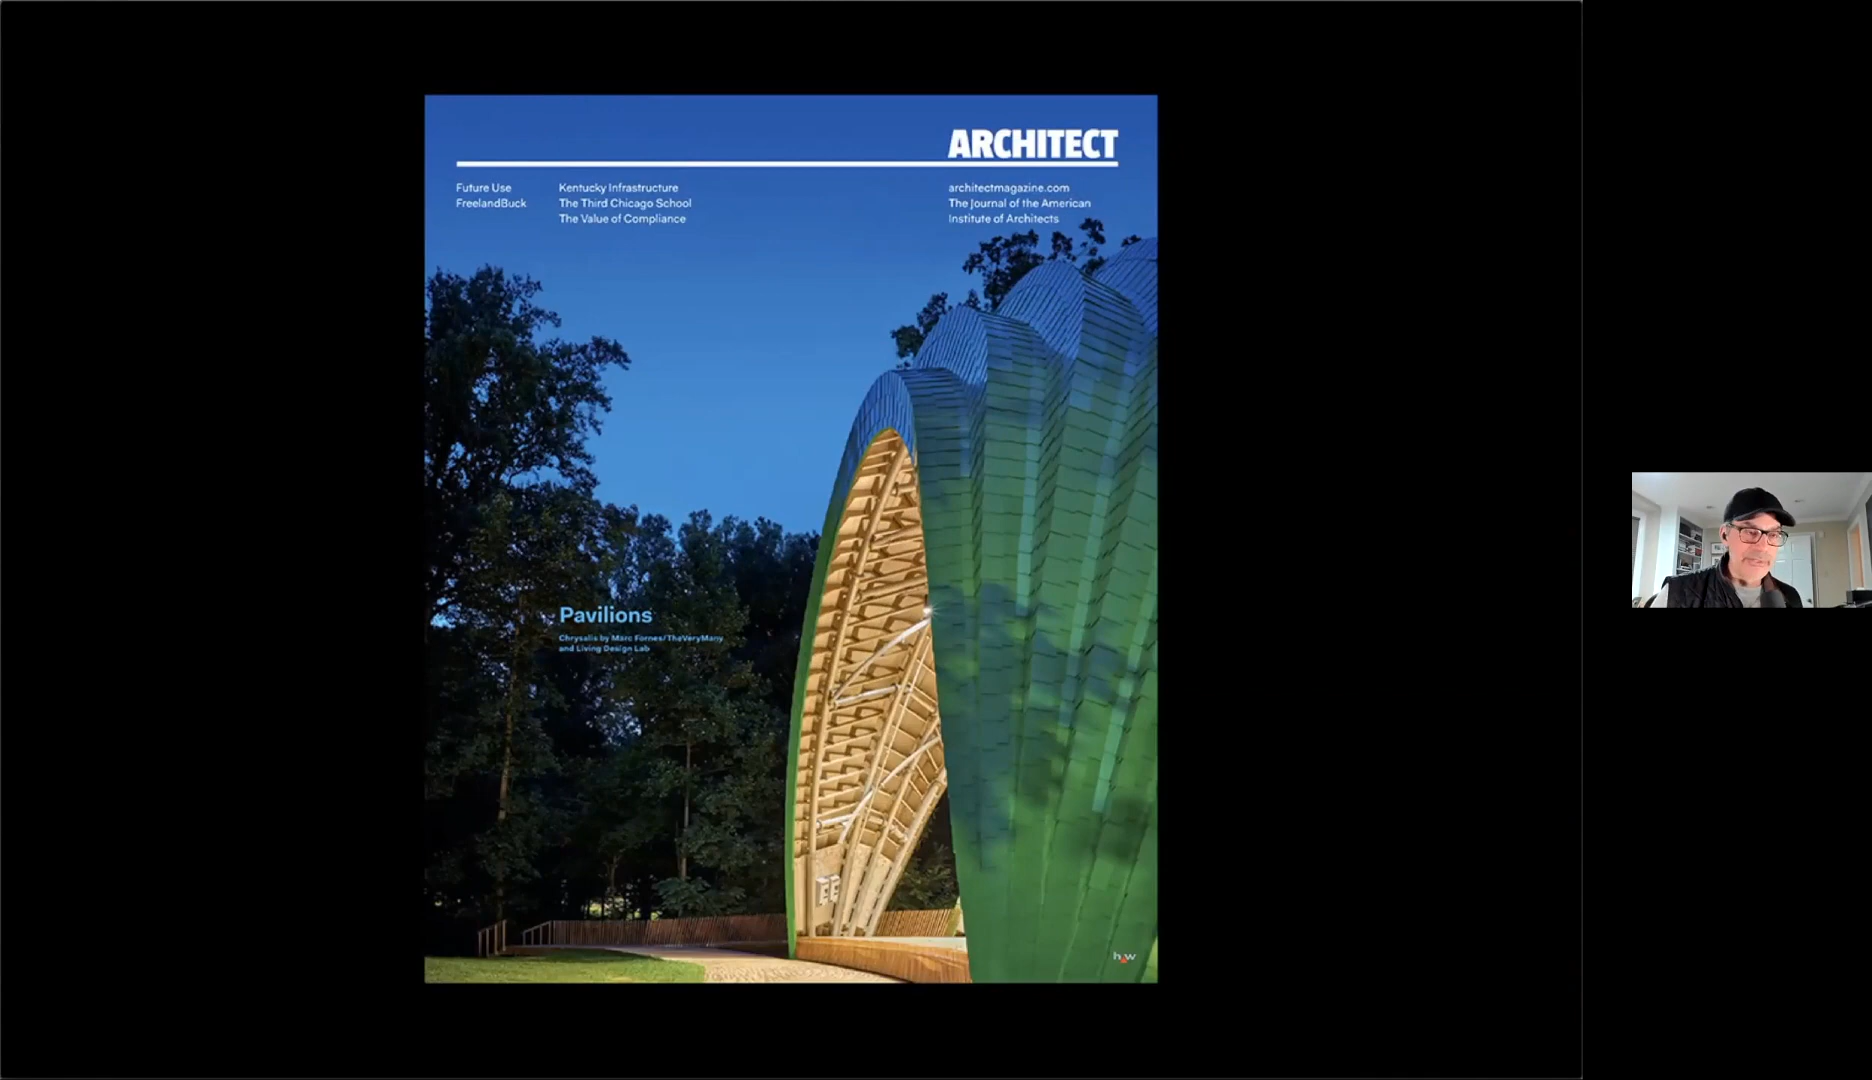 ARCHITECT
Future Use
FreelandBuck
Kentucky Infrastructure
The Third Chicago School
The Value of Compliance
architectmagazine.com
The Journal of the American
Institute of Architects
Pavilions
Chrysalis by Marc Fornes/TheVeryMany
and Living Design Lab